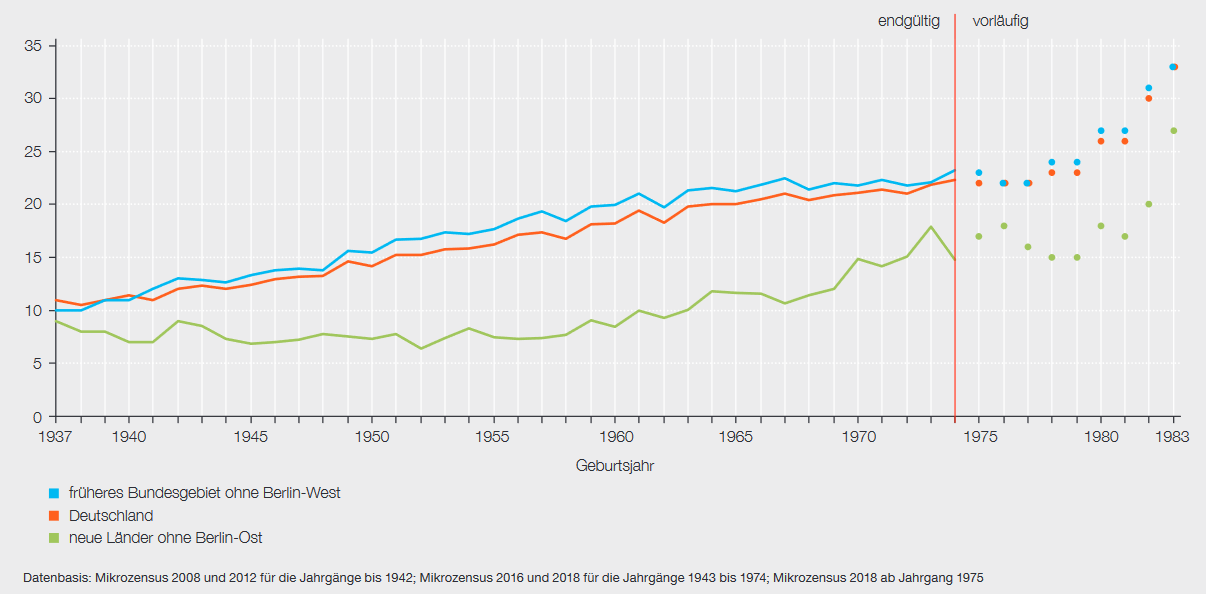 endgültig vorläufig
35
30
25
20
15
10
5
0
1937 1940 1945 1950 1955 1960 1965 1970 1975 1980 1983
Geburtsjahr
früheres Bundesgebiet ohne Berlin-West
Deutschland
neue Länder ohne Berlin-Ost
Datenbasis: Mikrozensus 2008 und 2012 für die Jahrgänge bis 1942; Mikrozensus 2016 und 2018 für die Jahrgänge 1943 bis 1974; Mikrozensus 2018 ab Jahrgang 1975